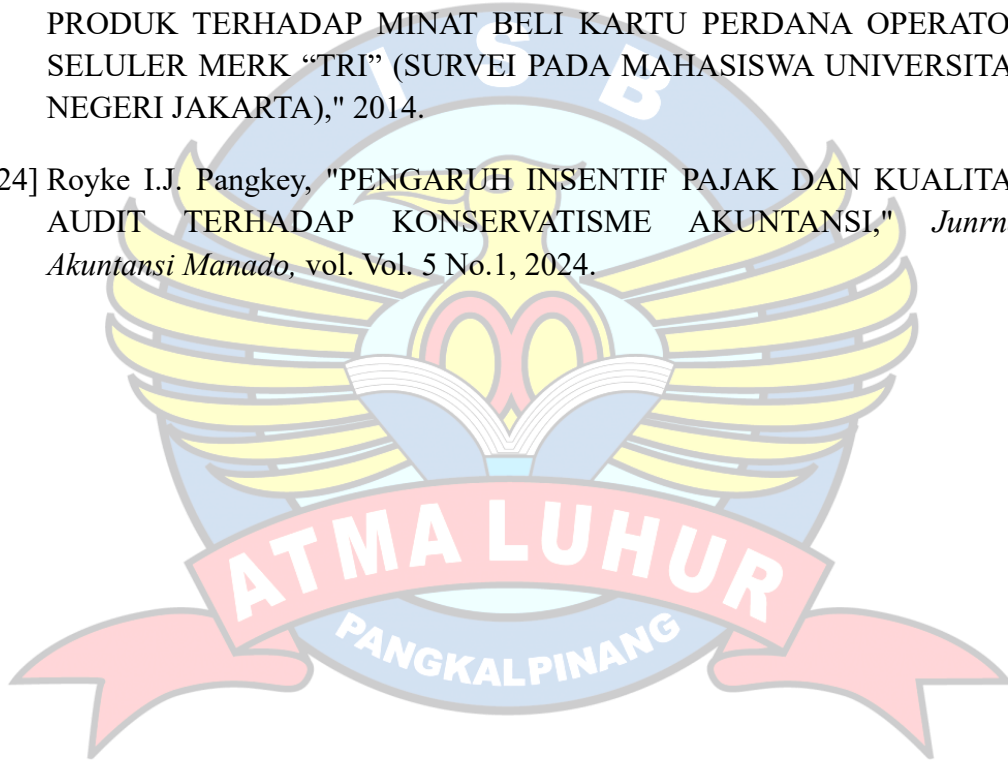 PRODUK TERHADAP MINAT BELI KARTU PERDANA OPERATO
SELULER MERK “TRI” (SURVEI PADA MAHASISWA UNIVERSITA
NEGERI JAKARTA)," 2014.
24] Royke I.J. Pangkey, "PENGARUH INSENTIF PAJAK DAN KUALITA
AUDIT TERHADAP KONSERVATISME AKUNTANSI," Junrn
Akuntansi Manado, vol. Vol. 5 No.1, 2024.
I S B
ATMA LUHUR
PANGKALPINANG